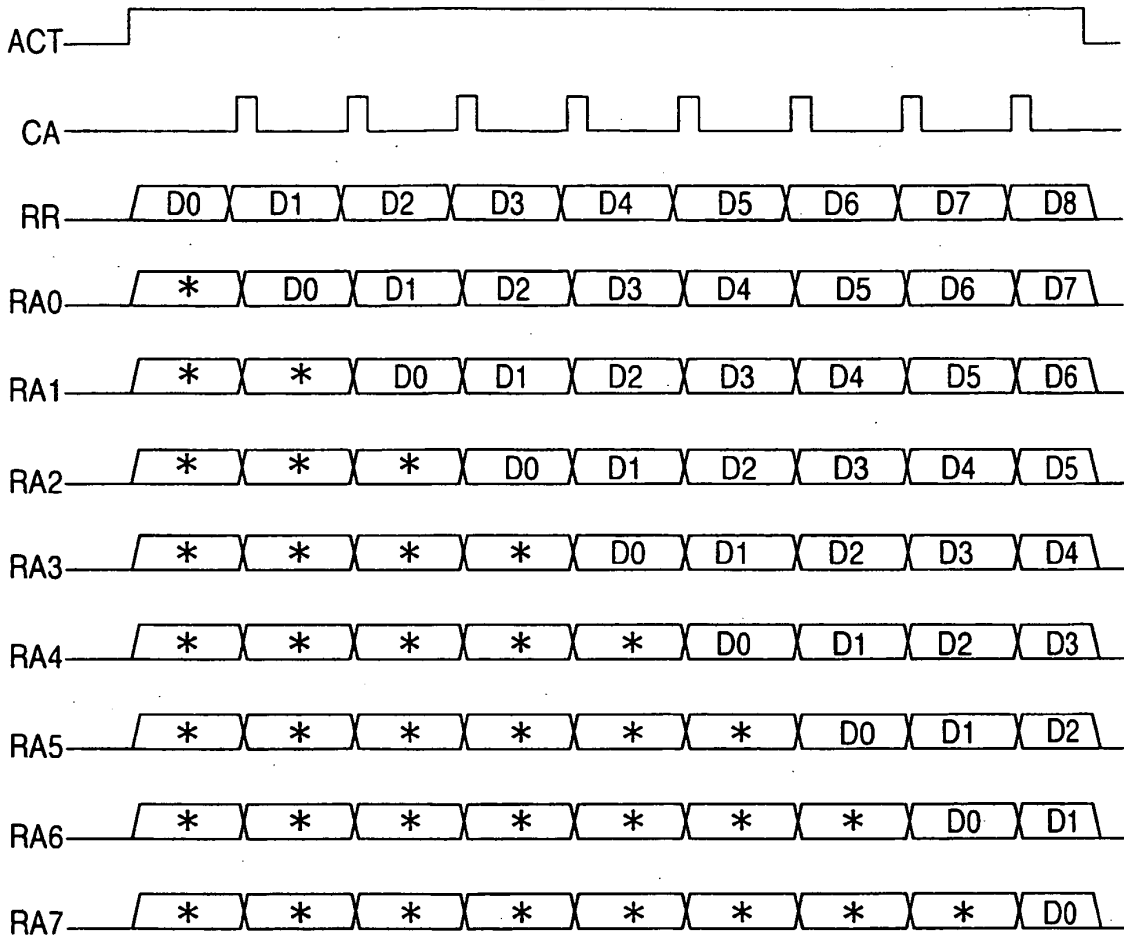 ACT
CA
RR D0 D1 D2 D3 D4 D5 D6 D7 D8
RA0 * D0 D1 D2 D3 D4 D5 D6 D7
RA1 * * D0 D1 D2 D3 D4 D5 D6
RA2 * * * D0 D1 D2 D3 D4 D5
RA3 * * * * D0 D1 D2 D3 D4
RA4 * * * * * D0 D1 D2 D3
RA5 * * * * * * D0 D1 D2
RA6 * * * * * * * D0 D1
RA7 * * * * * * * * D0